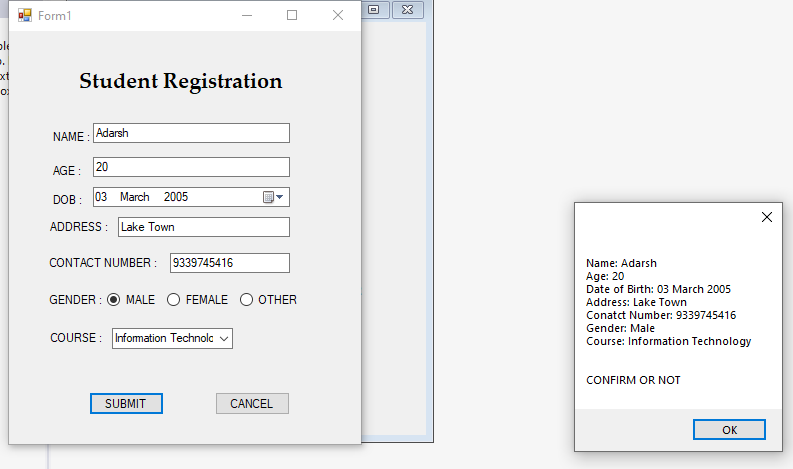 Form1
Student Registration
NAME : Adarsh
AGE : 20
DOB : 03 March 2005
ADDRESS : Lake Town
CONTACT NUMBER : 9339745416
GENDER : MALE FEMALE OTHER
COURSE : Information Technolc
SUBMIT CANCEL
Name: Adarsh
Age: 20
Date of Birth: 03 March 2005
Address: Lake Town
Conatct Number: 9339745416
Gender: Male
Course: Information Technology
CONFIRM OR NOT
OK